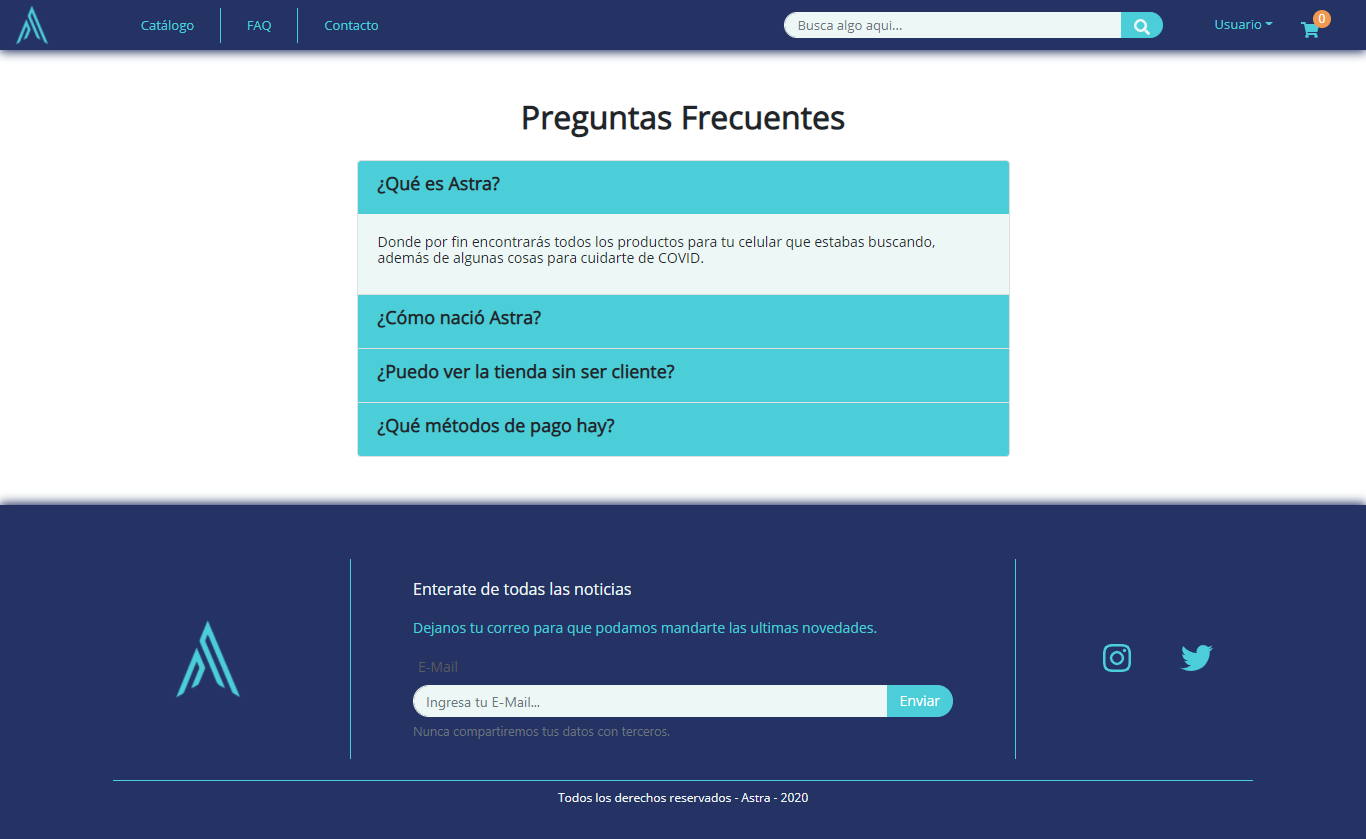 Catálogo
FAQ
Contacto
Busca algo aqui...
Usuario
0
Preguntas Frecuentes
¿Qué es Astra?
Donde por fin encontrarás todos los productos para tu celular que estabas buscando,
además de algunas cosas para cuidarte de COVID.
¿Cómo nació Astra?
¿Puedo ver la tienda sin ser cliente?
¿Qué métodos de pago hay?
Enterate de todas las noticias
Dejanos tu correo para que podamos mandarte las ultimas novedades.
E-Mail
Ingresa tu E-Mail...
Enviar
Nunca compartiremos tus datos con terceros.
Todos los derechos reservados - Astra - 2020